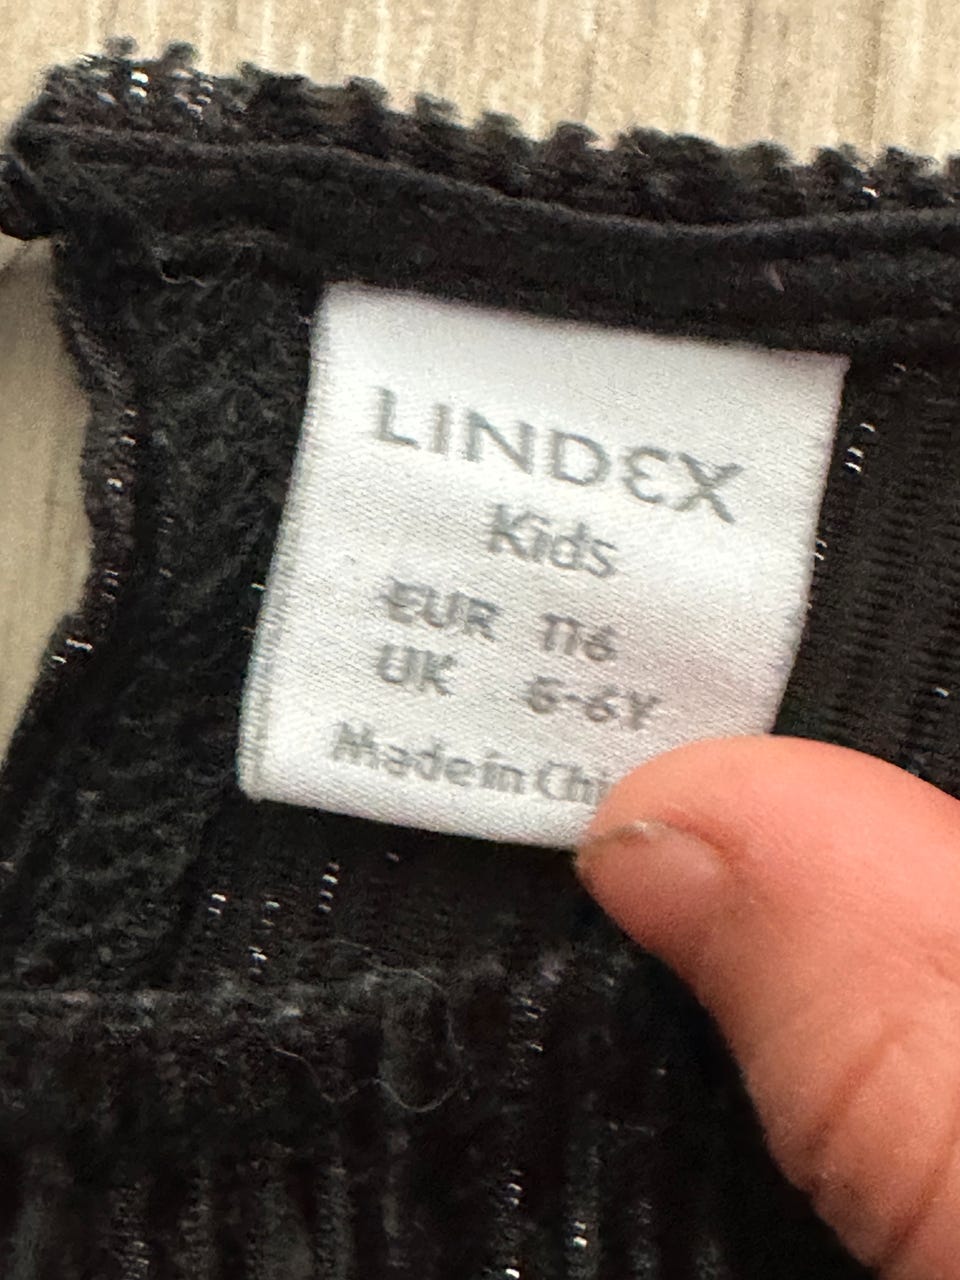 LINDEX
Kids
EUR 116
UK 5-6Y
Made in Chi